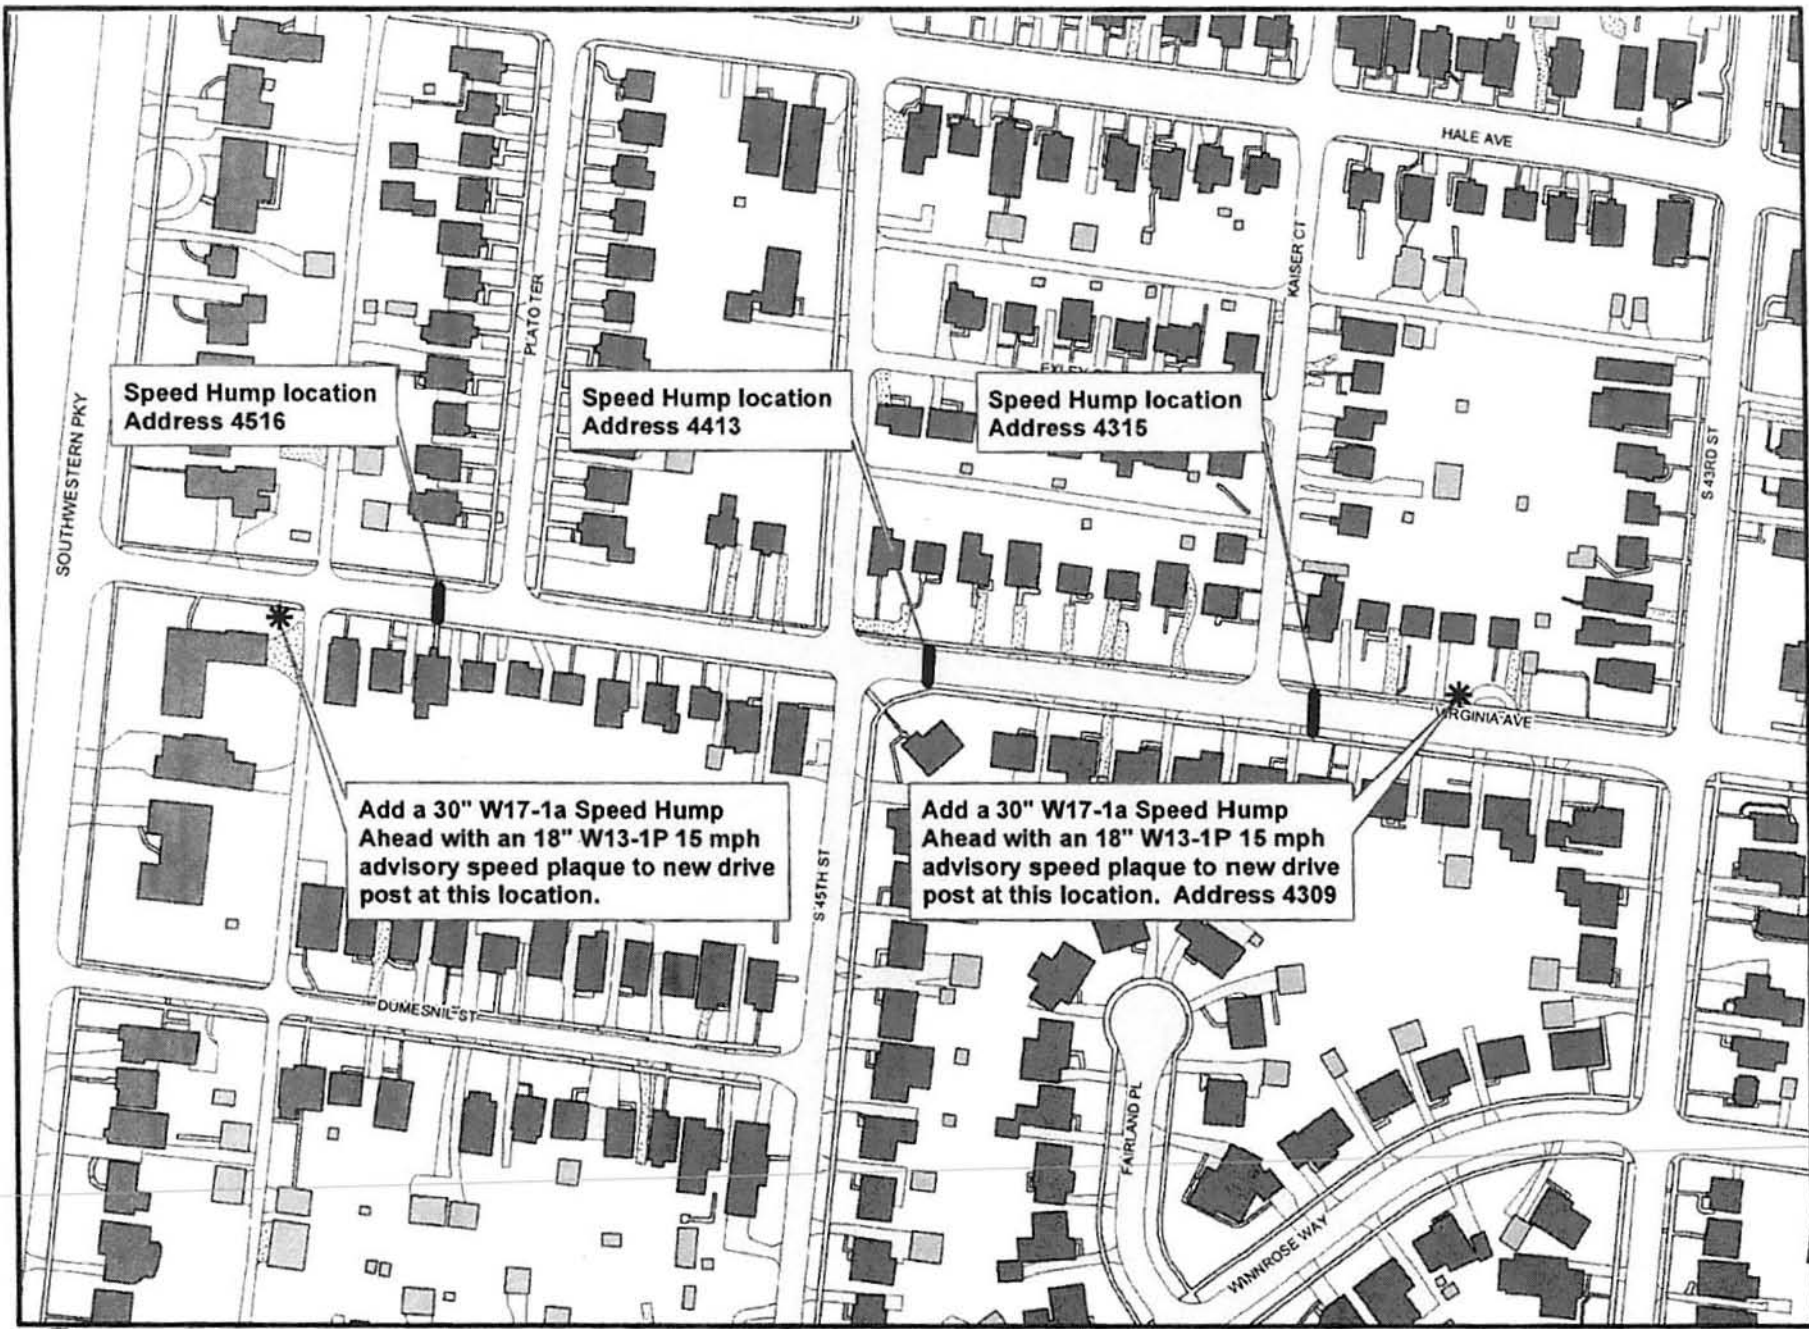 HALE AVE
KAISER CT
PLATO TER
Speed Hump location
Address 4516
Speed Hump location
Address 4413
EXLEY
Speed Hump location
Address 4315
SOUTHWESTERN PKY
S 43RD ST
VIRGINIA AVE
Add a 30" W17-1a Speed Hump
Ahead with an 18" W13-1P 15 mph
advisory speed plaque to new drive
post at this location.
S 45TH ST
Add a 30" W17-1a Speed Hump
Ahead with an 18" W13-1P 15 mph
advisory speed plaque to new drive
post at this location. Address 4309
DUMESNIL ST
FAIRLAND PL
WINNROSE WAY